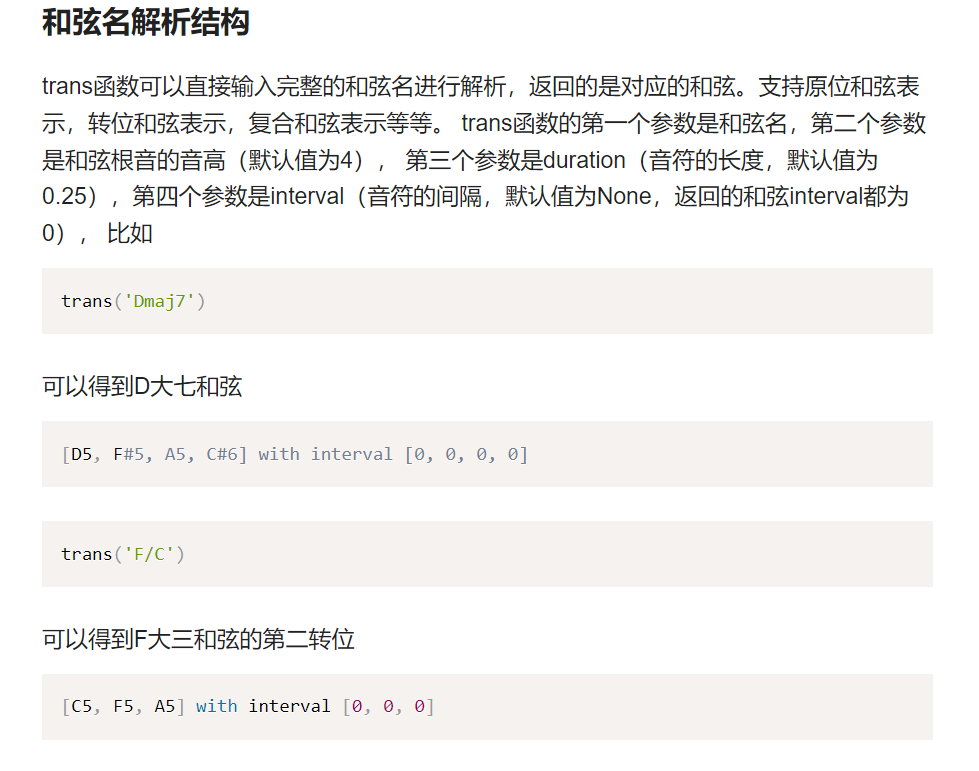 和弦名解析结构
trans函数可以直接输入完整的和弦名进行解析，返回的是对应的和弦。支持原位和弦表
示，转位和弦表示，复合和弦表示等等。 trans函数的第一个参数是和弦名，第二个参数
是和弦根音的音高（默认值为4）， 第三个参数是duration（音符的长度，默认值为
0.25），第四个参数是interval（音符的间隔，默认值为None，返回的和弦interval都为
0）， 比如
trans('Dmaj7')
可以得到D大七和弦
[D5, F#5, A5, C#6] with interval [0, 0, 0, 0]
trans('F/C')
可以得到F大三和弦的第二转位
[C5, F5, A5] with interval [0, 0, 0]